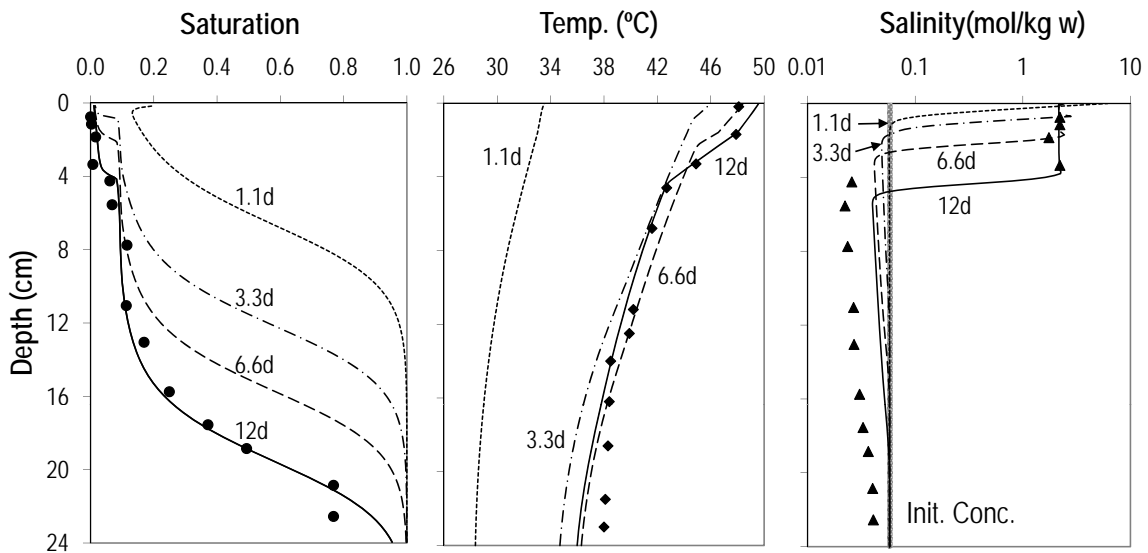 Saturation
0.0 0.2 0.4 0.6 0.8 1.0
Depth (cm)
0
4
8
12
16
20
24
1.1d
3.3d
6.6d
12d
Temp. (ºC)
26 30 34 38 42 46 50
1.1d
12d
6.6d
3.3d
Salinity(mol/kg w)
0.01 0.1 1 10
1.1d
3.3d
6.6d
12d
Init. Conc.